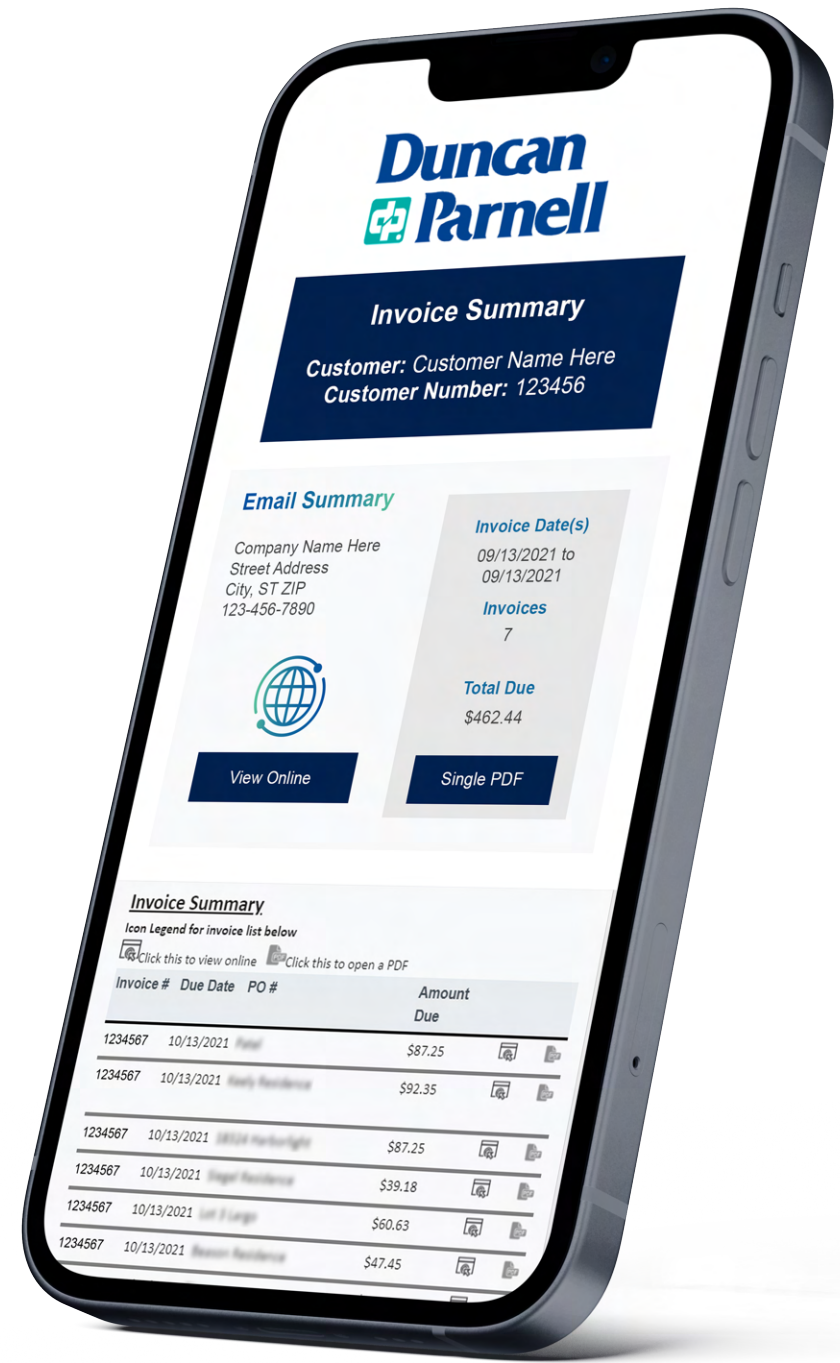 Duncan
dp Parnell
Invoice Summary
Customer: Customer Name Here
Customer Number: 123456
Email Summary
Company Name Here
Street Address
City, ST ZIP
123-456-7890
View Online
Invoice Date(s)
09/13/2021 to
09/13/2021
Invoices
7
Total Due
$462.44
Single PDF
Invoice Summary
Icon Legend for invoice list below
Click this to view online Click this to open a PDF
Invoice # Due Date PO # Amount
Due
1234567 10/13/2021 $87.25
1234567 10/13/2021 $92.35
1234567 10/13/2021 $87.25
1234567 10/13/2021 $39.18
1234567 10/13/2021 $60.63
1234567 10/13/2021 $47.45